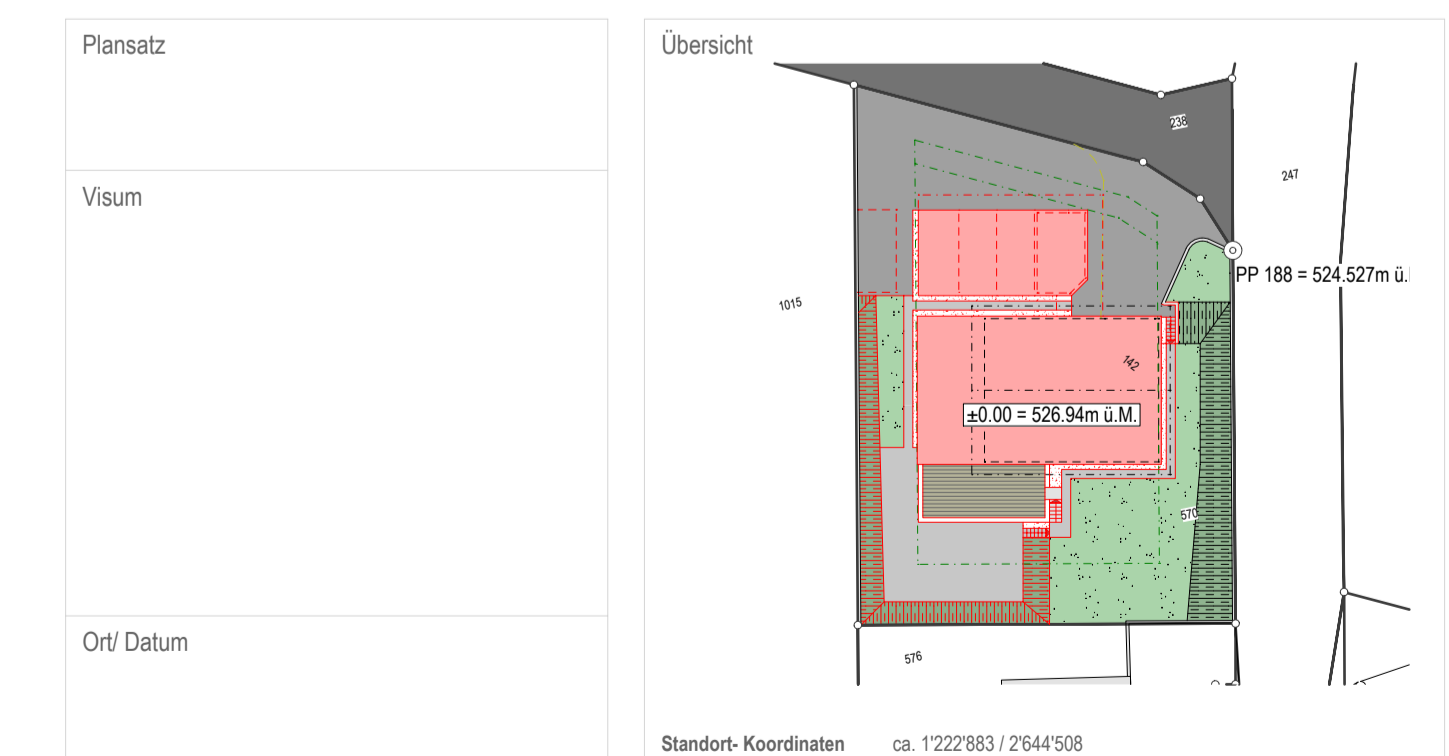 Plansatz
Visum
Ort/ Datum
Übersicht
238
247
PP 188 = 524.527m ü.
1015
142
±0.00 = 526.94m ü.M.
570
576
Standort- Koordinaten ca. 1'222'883 / 2'644'508